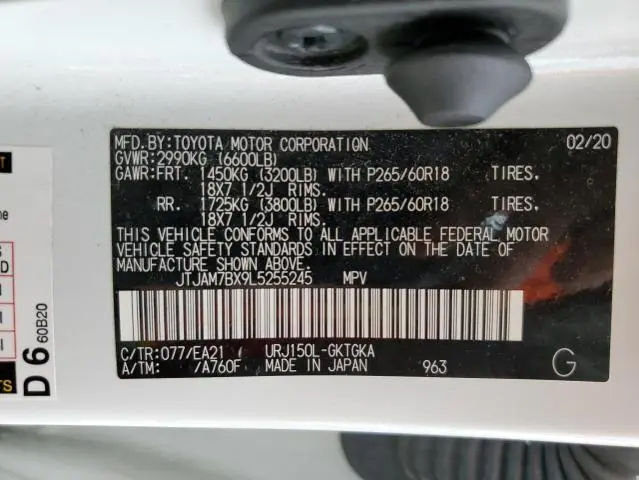 MFD.BY:TOYOTA MOTOR CORPORATION 02/20
GVWR:2990KG (6600LB)
GAWR:FRT. 1450KG (3200LB) WITH P265/60R18 TIRES.
18X7 1/2J RIMS.
RR. 1725KG (3800LB) WITH P265/60R18 TIRES.
18X7 1/2J RIMS.
THIS VEHICLE CONFORMS TO ALL APPLICABLE FEDERAL MOTOR
VEHICLE SAFETY STANDARDS IN EFFECT ON THE DATE OF
MANUFACTURE SHOWN ABOVE.
JTJAM7BX9L5255245 MPV
C/TR:077/EA21 / URJ150L-GKTGKA
A/TM: /A760F MADE IN JAPAN 963 G
D 6 60B20